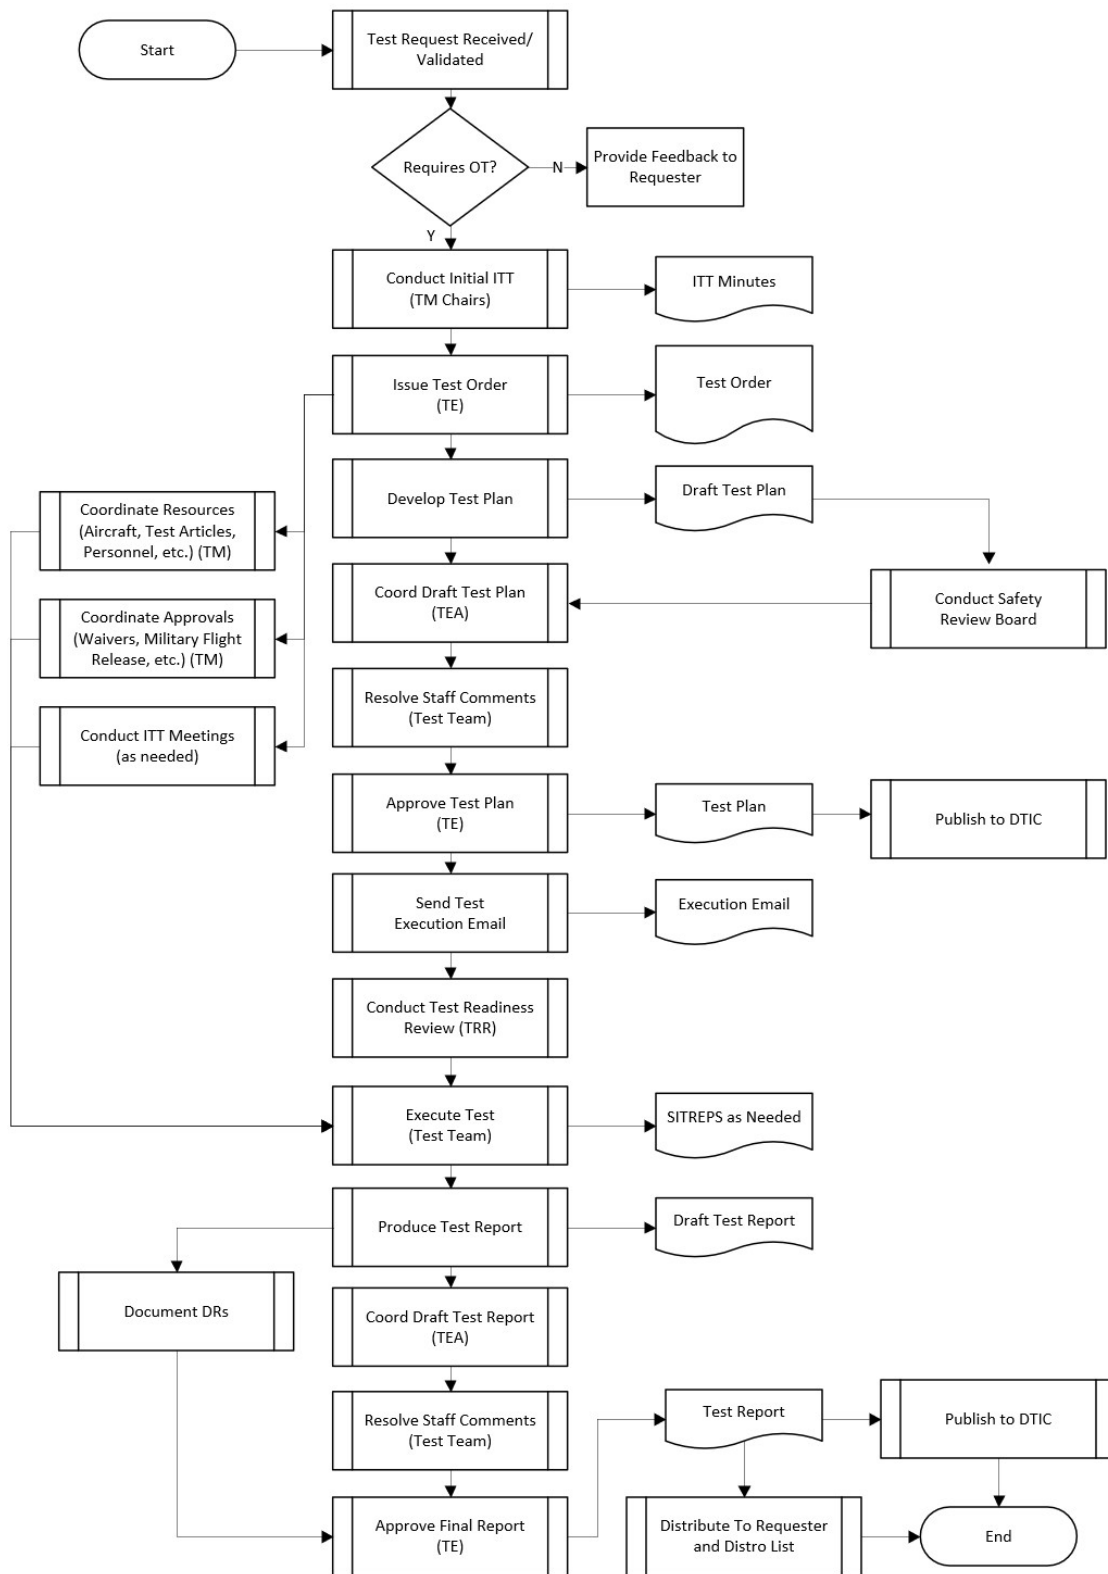 Start
Test Request Received/
Validated
Requires OT?
N
Provide Feedback to
Requester
Y
Conduct Initial ITT
(TM Chairs)
ITT Minutes
Issue Test Order
(TE)
Test Order
Develop Test Plan
Draft Test Plan
Coordinate Resources
(Aircraft, Test Articles,
Personnel, etc.) (TM)
Coord Draft Test Plan
(TEA)
Conduct Safety
Review Board
Coordinate Approvals
(Waivers, Military Flight
Release, etc.) (TM)
Resolve Staff Comments
(Test Team)
Conduct ITT Meetings
(as needed)
Approve Test Plan
(TE)
Test Plan
Publish to DTIC
Send Test
Execution Email
Execution Email
Conduct Test Readiness
Review (TRR)
Execute Test
(Test Team)
SITREPS as Needed
Produce Test Report
Draft Test Report
Document DRs
Coord Draft Test Report
(TEA)
Resolve Staff Comments
(Test Team)
Test Report
Publish to DTIC
Approve Final Report
(TE)
Distribute To Requester
and Distro List
End